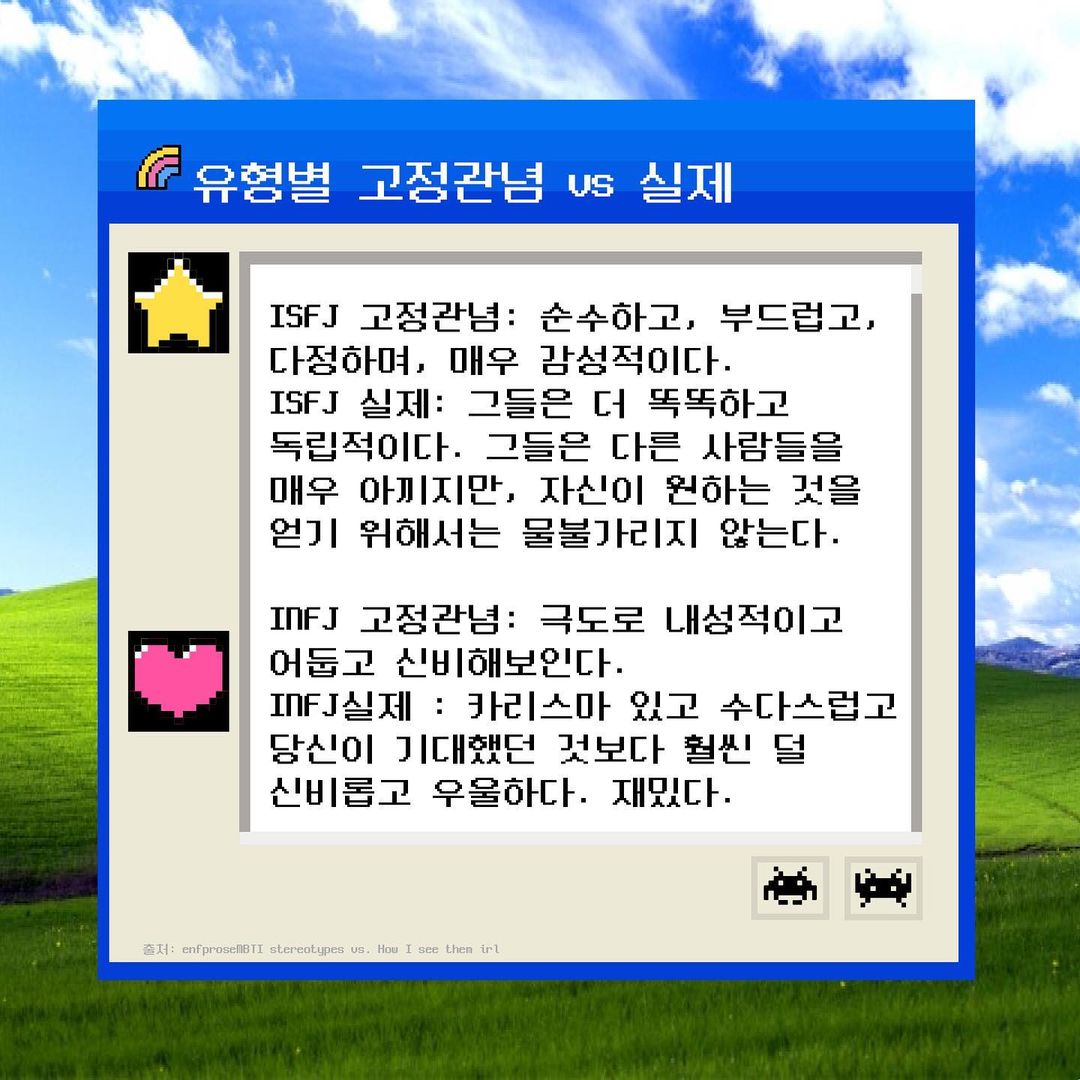 유형별 고정관념 vs 실제
ISFJ 고정관념: 순수하고, 부드럽고,
다정하며, 매우 감성적이다.
ISFJ 실제: 그들은 더 똑똑하고
독립적이다. 그들은 다른 사람들을
매우 아끼지만, 자신이 원하는 것을
얻기 위해서는 물불가리지 않는다.
INFJ 고정관념: 극도로 내성적이고
어둡고 신비해보인다.
INFJ실제 : 카리스마 있고 수다스럽고
당신이 기대했던 것보다 훨씬 덜
신비롭고 우울하다. 재밌다.
출처: enfproseMBTI stereotypes vs. How I see them irl